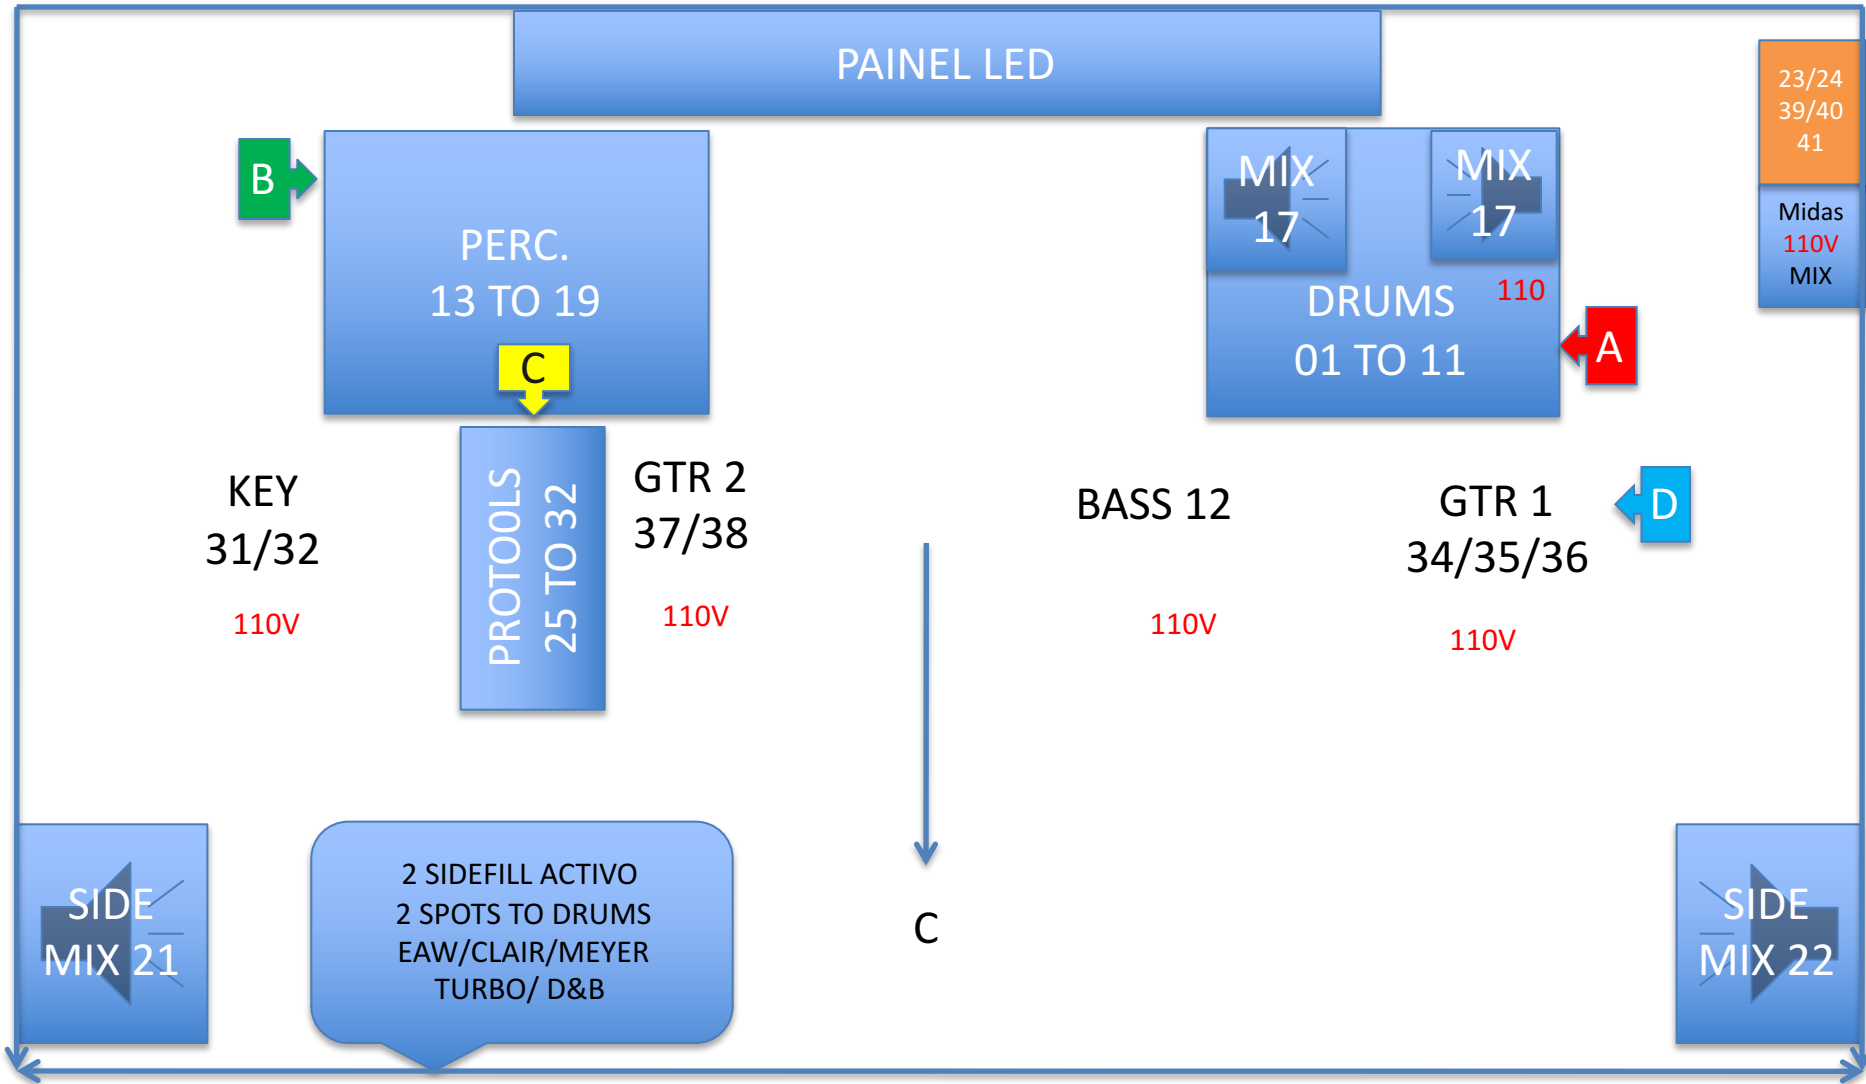 PAINEL LED
23/24
39/40
41
Midas
110V
MIX
B
PERC.
13 TO 19
C
MIX
17
MIX
17
110
DRUMS
01 TO 11
A
KEY
31/32
110V
PROTOOLS
25 TO 32
GTR 2
37/38
110V
BASS 12
110V
GTR 1
34/35/36
110V
D
SIDE
MIX 21
2 SIDEFILL ACTIVO
2 SPOTS TO DRUMS
EAW/CLAIR/MEYER
TURBO/ D&B
C
SIDE
MIX 22